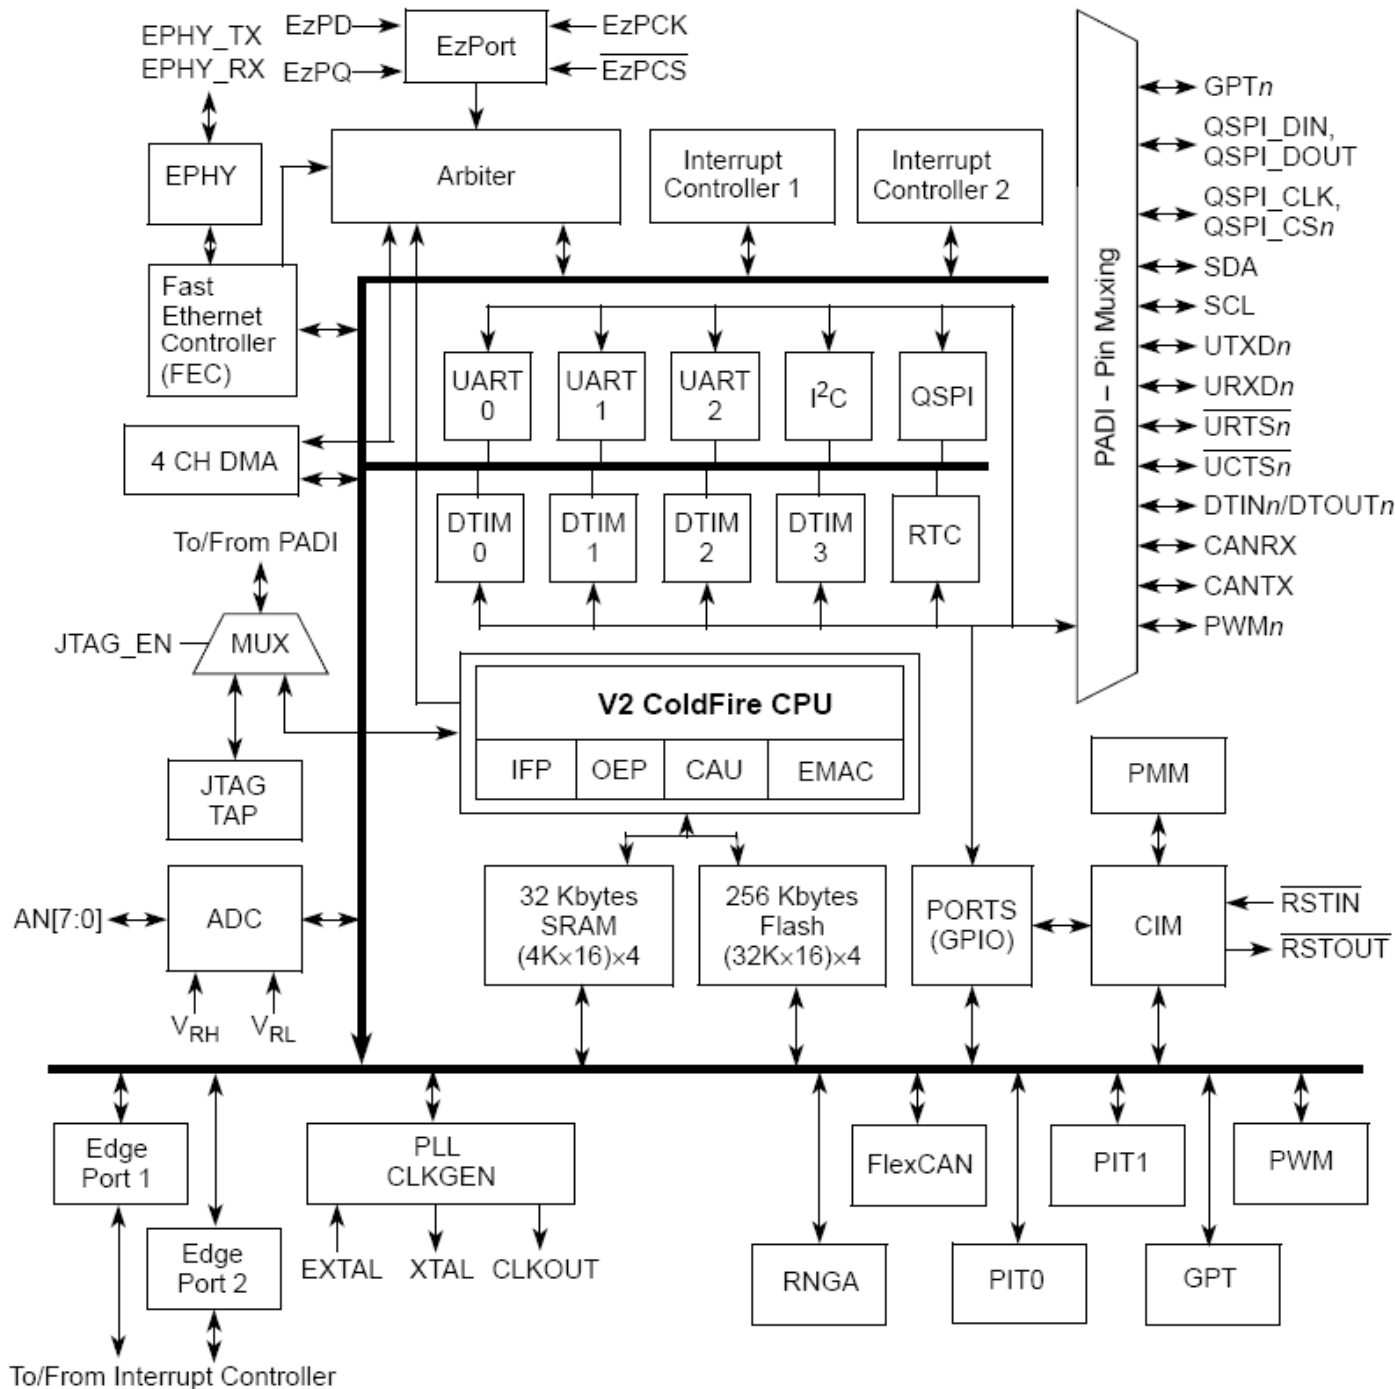 EPHY_TX
EPHY_RX
EzPD
EzPQ
EzPort
EzPCK
EzPCS
EPHY
Arbiter
Interrupt
Controller 1
Interrupt
Controller 2
Fast
Ethernet
Controller
(FEC)
4 CH DMA
UART
0
UART
1
UART
2
I²C
QSPI
DTIM
0
DTIM
1
DTIM
2
DTIM
3
RTC
PADI – Pin Muxing
GPTn
QSPI_DIN,
QSPI_DOUT
QSPI_CLK,
QSPI_CSn
SDA
SCL
UTXDn
URXDn
URTSn
UCTSn
DTINn/DTOUTn
CANRX
CANTX
PWMn
To/From PADI
JTAG_EN
MUX
JTAG
TAP
V2 ColdFire CPU
IFP
OEP
CAU
EMAC
PMM
AN[7:0]
ADC
VRH
VRL
32 Kbytes
SRAM
(4K×16)×4
256 Kbytes
Flash
(32K×16)×4
PORTS
(GPIO)
CIM
RSTIN
RSTOUT
Edge
Port 1
Edge
Port 2
PLL
CLKGEN
EXTAL
XTAL
CLKOUT
FlexCAN
PIT1
PWM
RNGA
PIT0
GPT
To/From Interrupt Controller